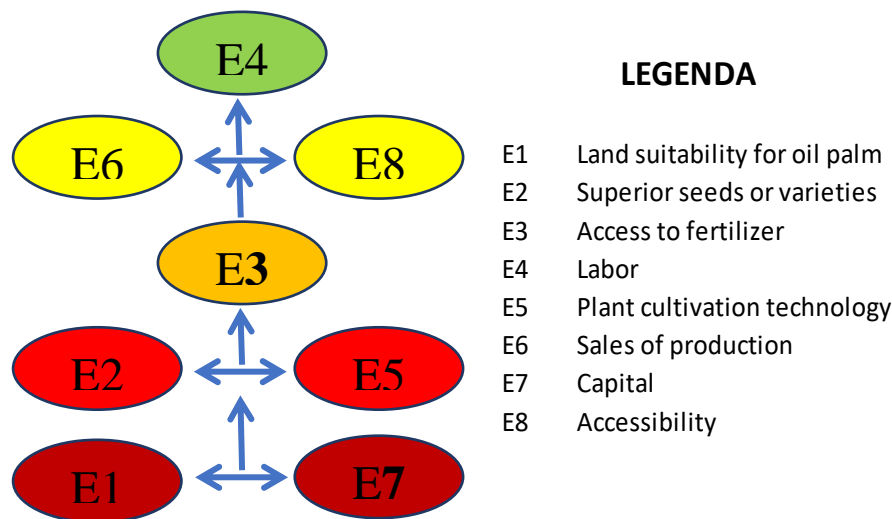 E4
LEGENDA
E6 E8
E3
E2 E5
E1 E7
E1 Land suitability for oil palm
E2 Superior seeds or varieties
E3 Access to fertilizer
E4 Labor
E5 Plant cultivation technology
E6 Sales of production
E7 Capital
E8 Accessibility